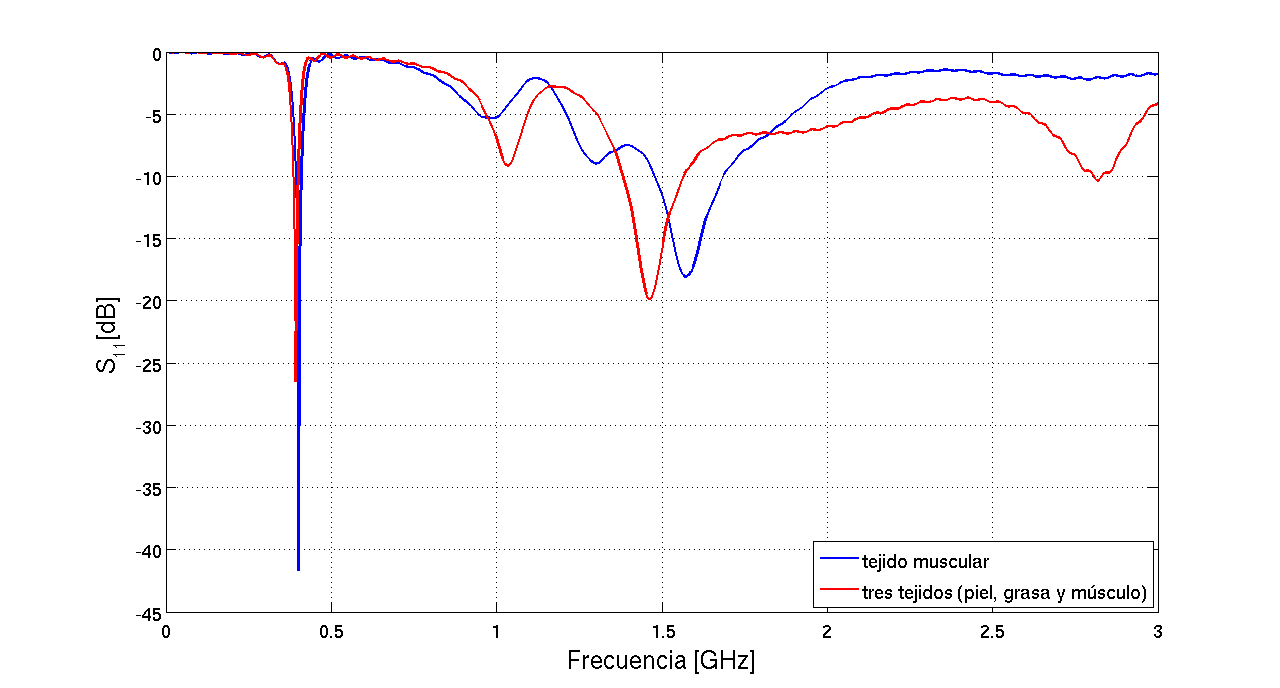 0
-5
-10
-15
-20
-25
-30
-35
-40
-45
S11 [dB]
0 0.5 1 1.5 2 2.5 3
Frecuencia [GHz]
tejido muscular
tres tejidos (piel, grasa y músculo)